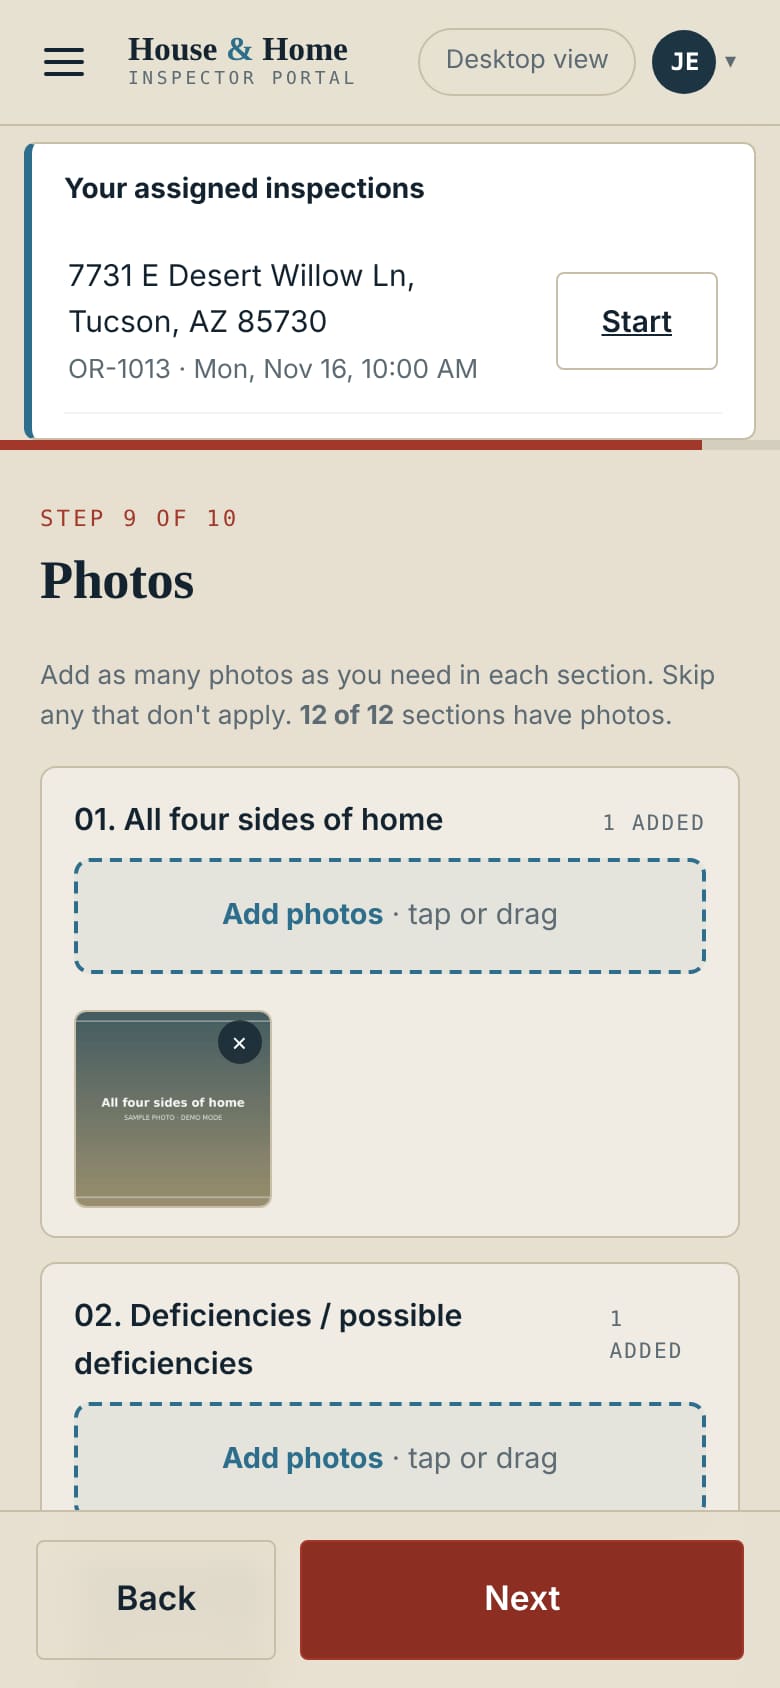 House & Home
INSPECTOR PORTAL
Desktop view
JE ▾
Your assigned inspections
7731 E Desert Willow Ln,
Tucson, AZ 85730
OR-1013 · Mon, Nov 16, 10:00 AM
Start
STEP 9 OF 10
Photos
Add as many photos as you need in each section. Skip
any that don't apply. 12 of 12 sections have photos.
01. All four sides of home
1 ADDED
Add photos · tap or drag
×
All four sides of home
SAMPLE PHOTO · DEMO MODE
02. Deficiencies / possible
deficiencies
1
ADDED
Add photos · tap or drag
Back
Next